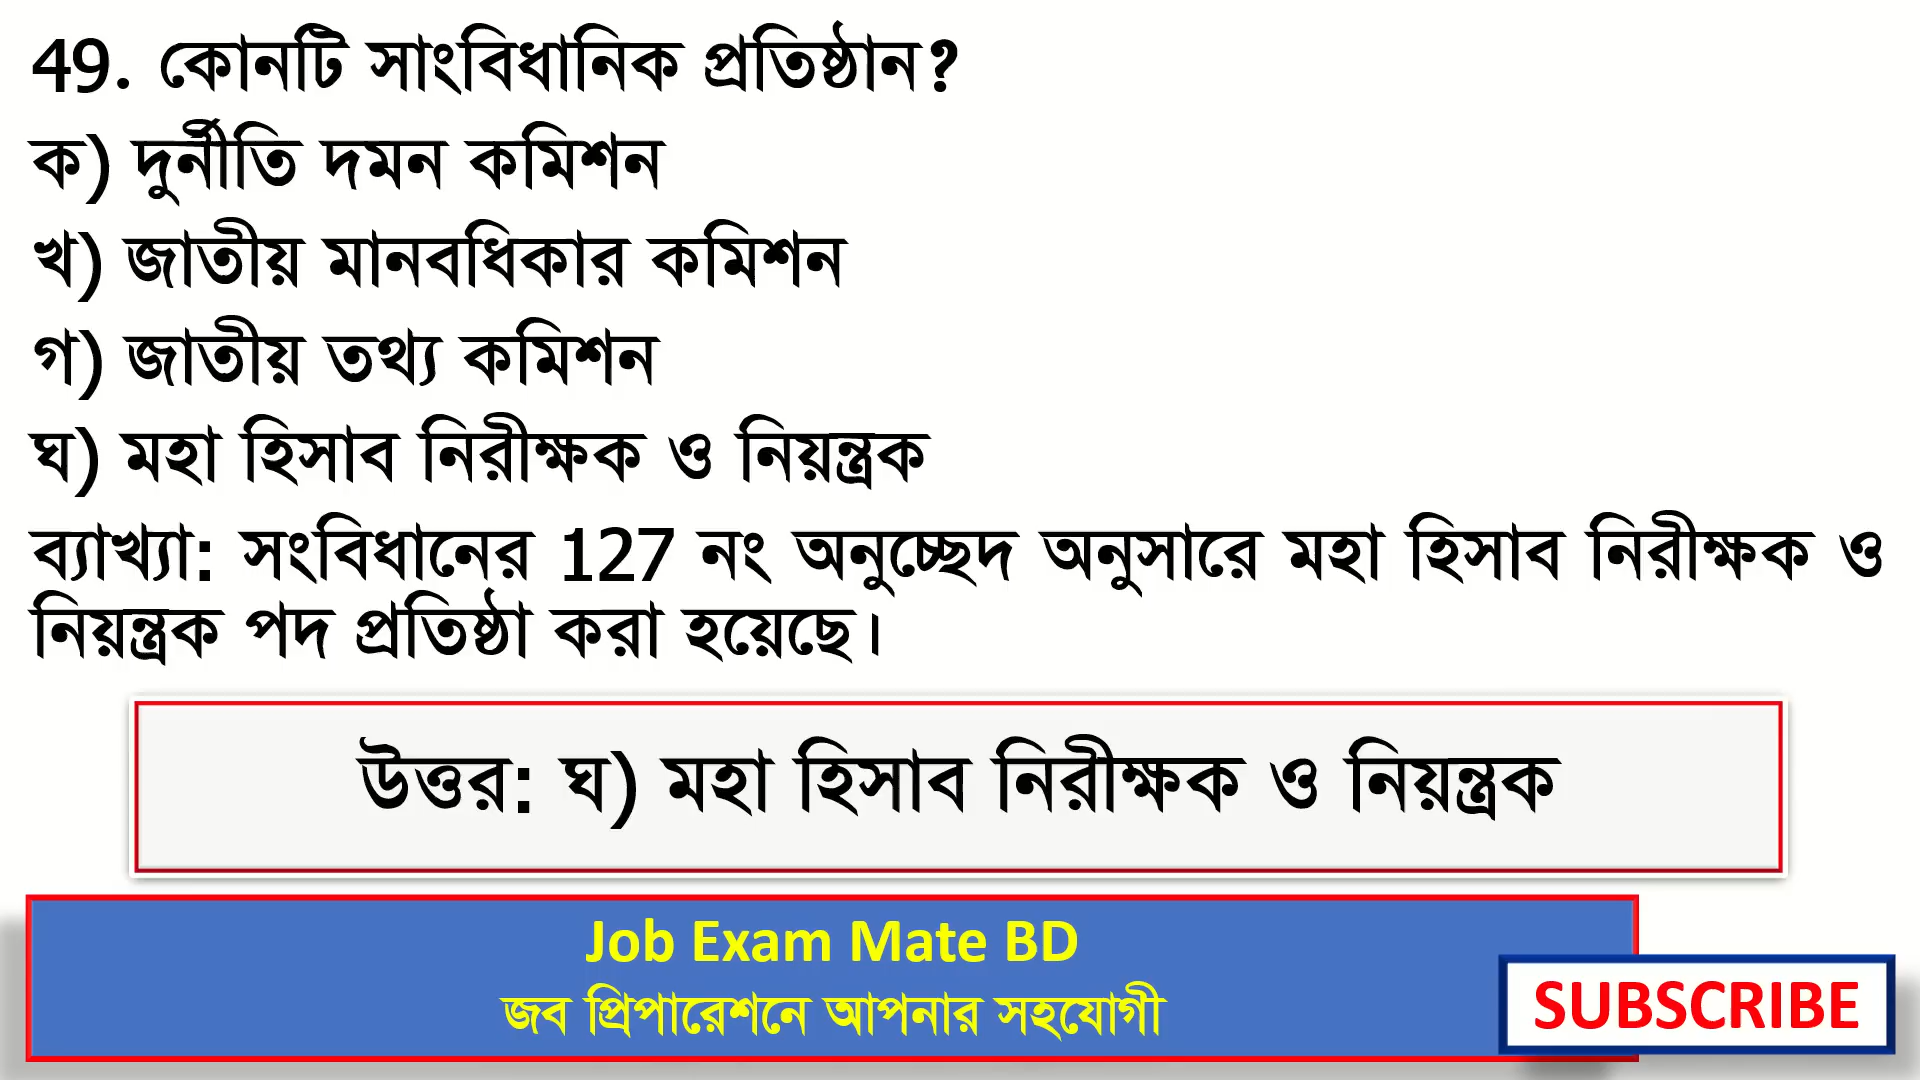 49. কোনটি সাংবিধানিক প্রতিষ্ঠান?
ক) দুর্নীতি দমন কমিশন
খ) জাতীয় মানবধিকার কমিশন
গ) জাতীয় তথ্য কমিশন
ঘ) মহা হিসাব নিরীক্ষক ও নিয়ন্ত্রক
ব্যাখ্যা: সংবিধানের 127 নং অনুচ্ছেদ অনুসারে মহা হিসাব নিরীক্ষক ও
নিয়ন্ত্রক পদ প্রতিষ্ঠা করা হয়েছে।
উত্তর: ঘ) মহা হিসাব নিরীক্ষক ও নিয়ন্ত্রক
Job Exam Mate BD
জব প্রিপারেশনে আপনার সহযোগী
SUBSCRIBE